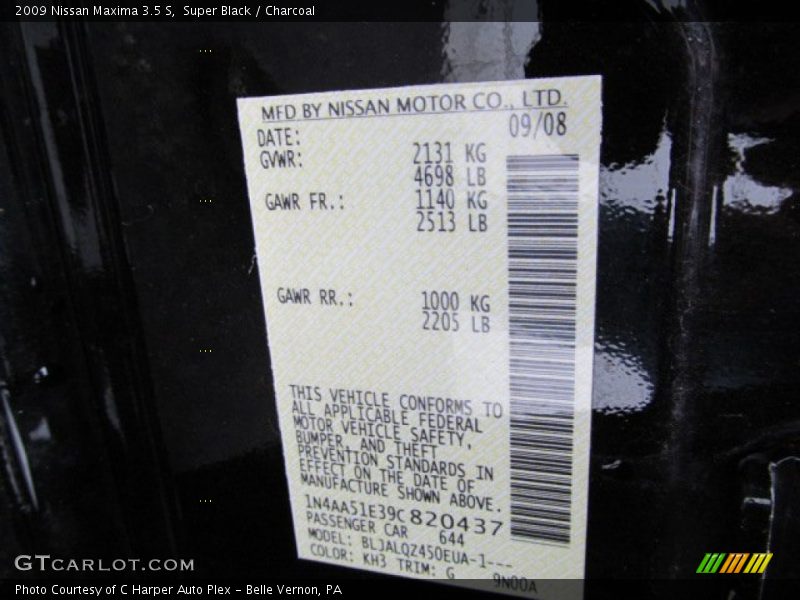 2009 Nissan Maxima 3.5 S,  Super Black / Charcoal
MFD BY NISSAN MOTOR CO., LTD.
DATE: 09/08
GVWR: 2131 KG
4698 LB
GAWR FR.: 1140 KG
2513 LB
GAWR RR.: 1000 KG
2205 LB
THIS VEHICLE CONFORMS TO
ALL APPLICABLE FEDERAL
MOTOR VEHICLE SAFETY,
BUMPER, AND THEFT
PREVENTION STANDARDS IN
EFFECT ON THE DATE OF
MANUFACTURE SHOWN ABOVE.
1N4AA51E39C820437
PASSENGER CAR 644
MODEL: BLJALQZ450EUA-1---
COLOR: KH3 TRIM: G 9N00A
GTCARLOT.COM
Photo Courtesy of C Harper Auto Plex - Belle Vernon, PA